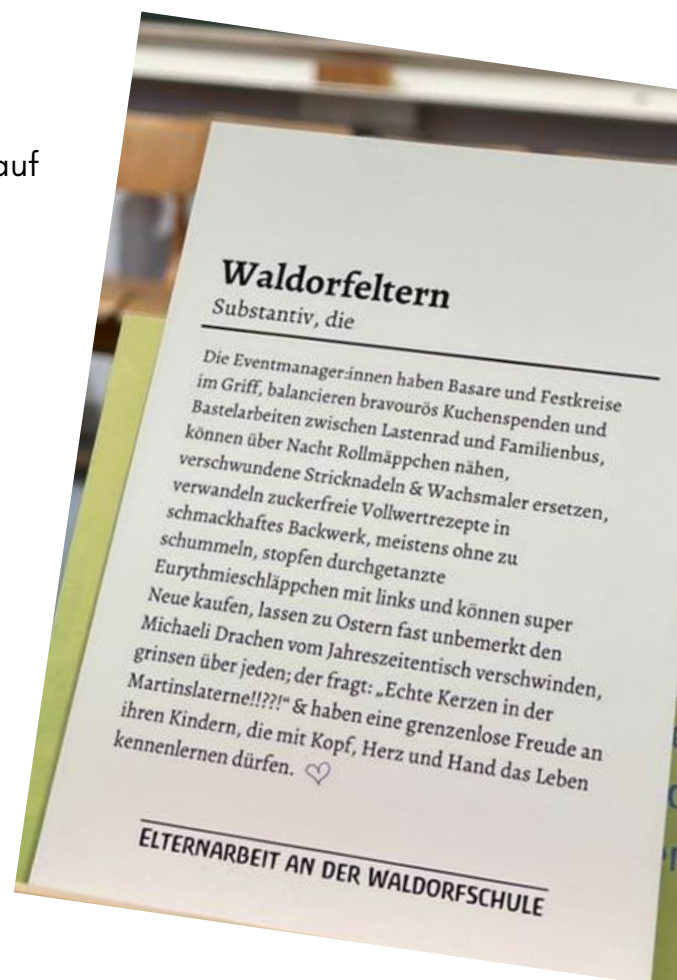 auf
Waldorfeltern
Substantiv, die
Die Eventmanager:innen haben Basare und Festkreise
im Griff, balancieren bravourös Kuchenspenden und
Bastelarbeiten zwischen Lastenrad und Familienbus,
können über Nacht Rollmäppchen nähen,
verschwundene Stricknadeln & Wachsmaler ersetzen,
verwandeln zuckerfreie Vollwertrezepte in
schmackhaftes Backwerk, meistens ohne zu
schummeln, stopfen durchgetanzte
Eurythmieschläppchen mit links und können super
Neue kaufen, lassen zu Ostern fast unbemerkt den
Michaeli Drachen vom Jahreszeitentisch verschwinden,
grinsen über jeden; der fragt: „Echte Kerzen in der
Martinslaterne!!??!“ & haben eine grenzenlose Freude an
ihren Kindern, die mit Kopf, Herz und Hand das Leben
kennenlernen dürfen.
ELTERNARBEIT AN DER WALDORFSCHULE